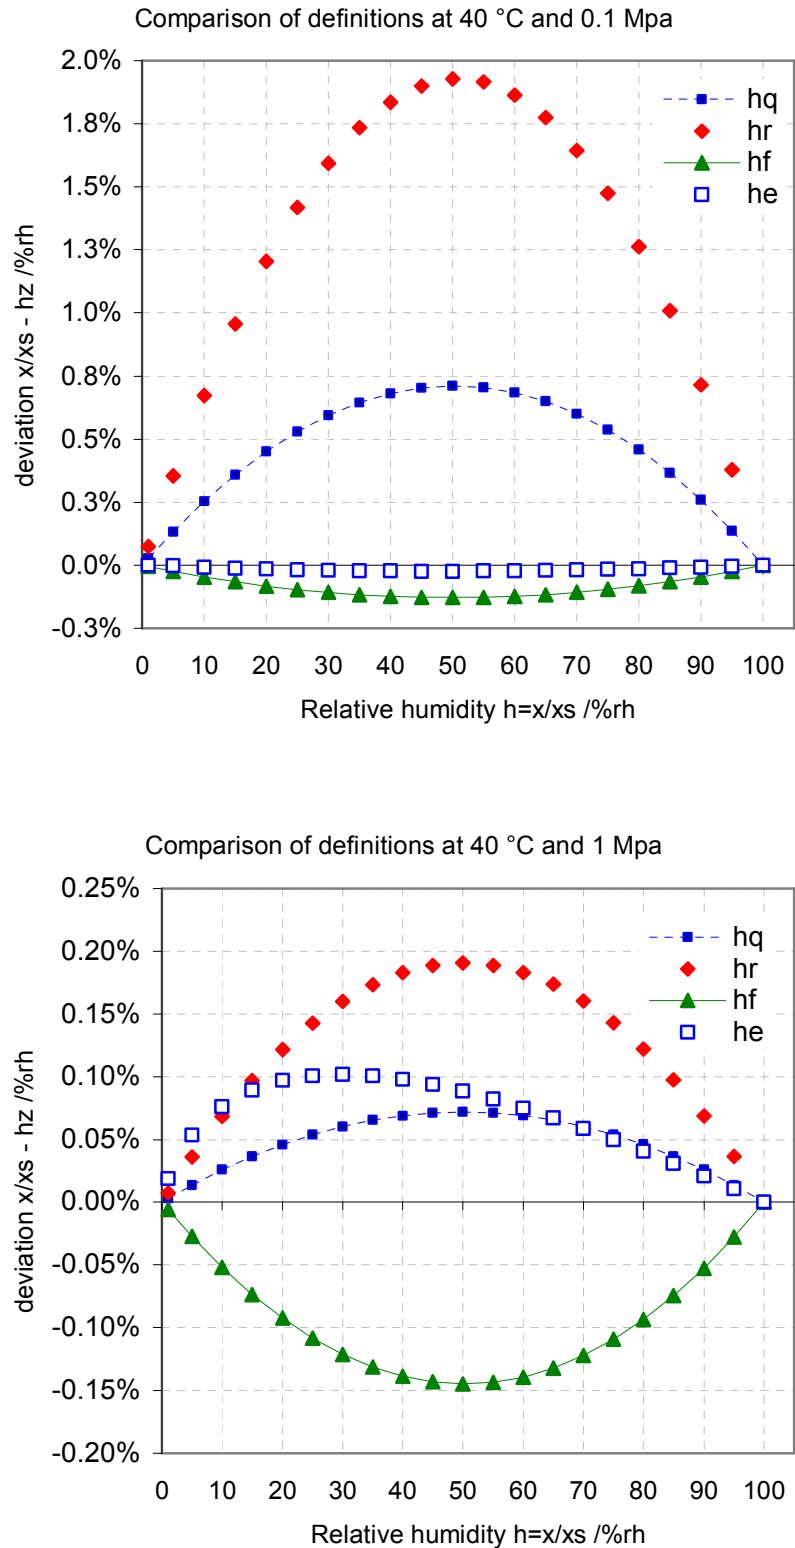 Comparison of definitions at 40 °C and 0.1 Mpa
2.0%
1.8%
1.5%
1.3%
1.0%
0.8%
0.5%
0.3%
0.0%
-0.3%
deviation x/xs - hz /%rh
hq
hr
hf
he
0 10 20 30 40 50 60 70 80 90 100
Relative humidity h=x/xs /%rh
Comparison of definitions at 40 °C and 1 Mpa
0.25%
0.20%
0.15%
0.10%
0.05%
0.00%
-0.05%
-0.10%
-0.15%
-0.20%
deviation x/xs - hz /%rh
hq
hr
hf
he
0 10 20 30 40 50 60 70 80 90 100
Relative humidity h=x/xs /%rh